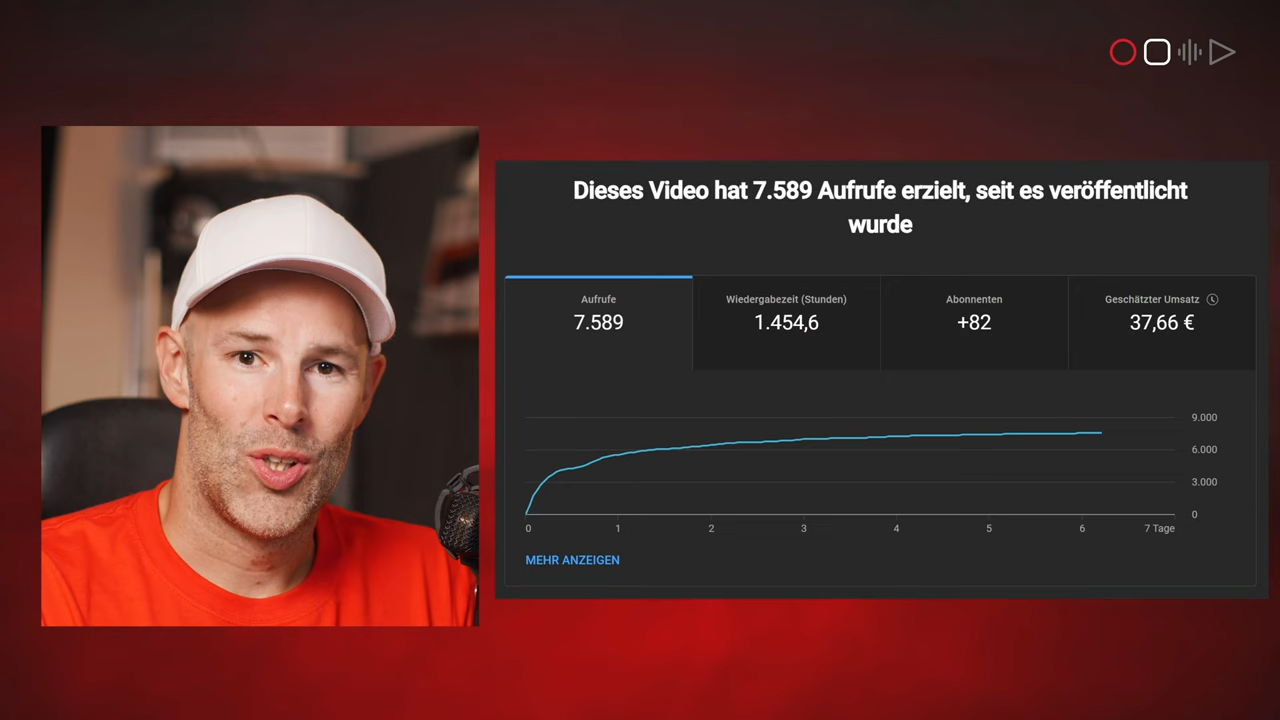 Dieses Video hat 7.589 Aufrufe erzielt, seit es veröffentlicht
wurde
Aufrufe
7.589
Wiedergabezeit (Stunden)
1.454,6
Abonnenten
+82
Geschätzter Umsatz
37,66 €
9.000
6.000
3.000
0
0 1 2 3 4 5 6 7 Tage
MEHR ANZEIGEN